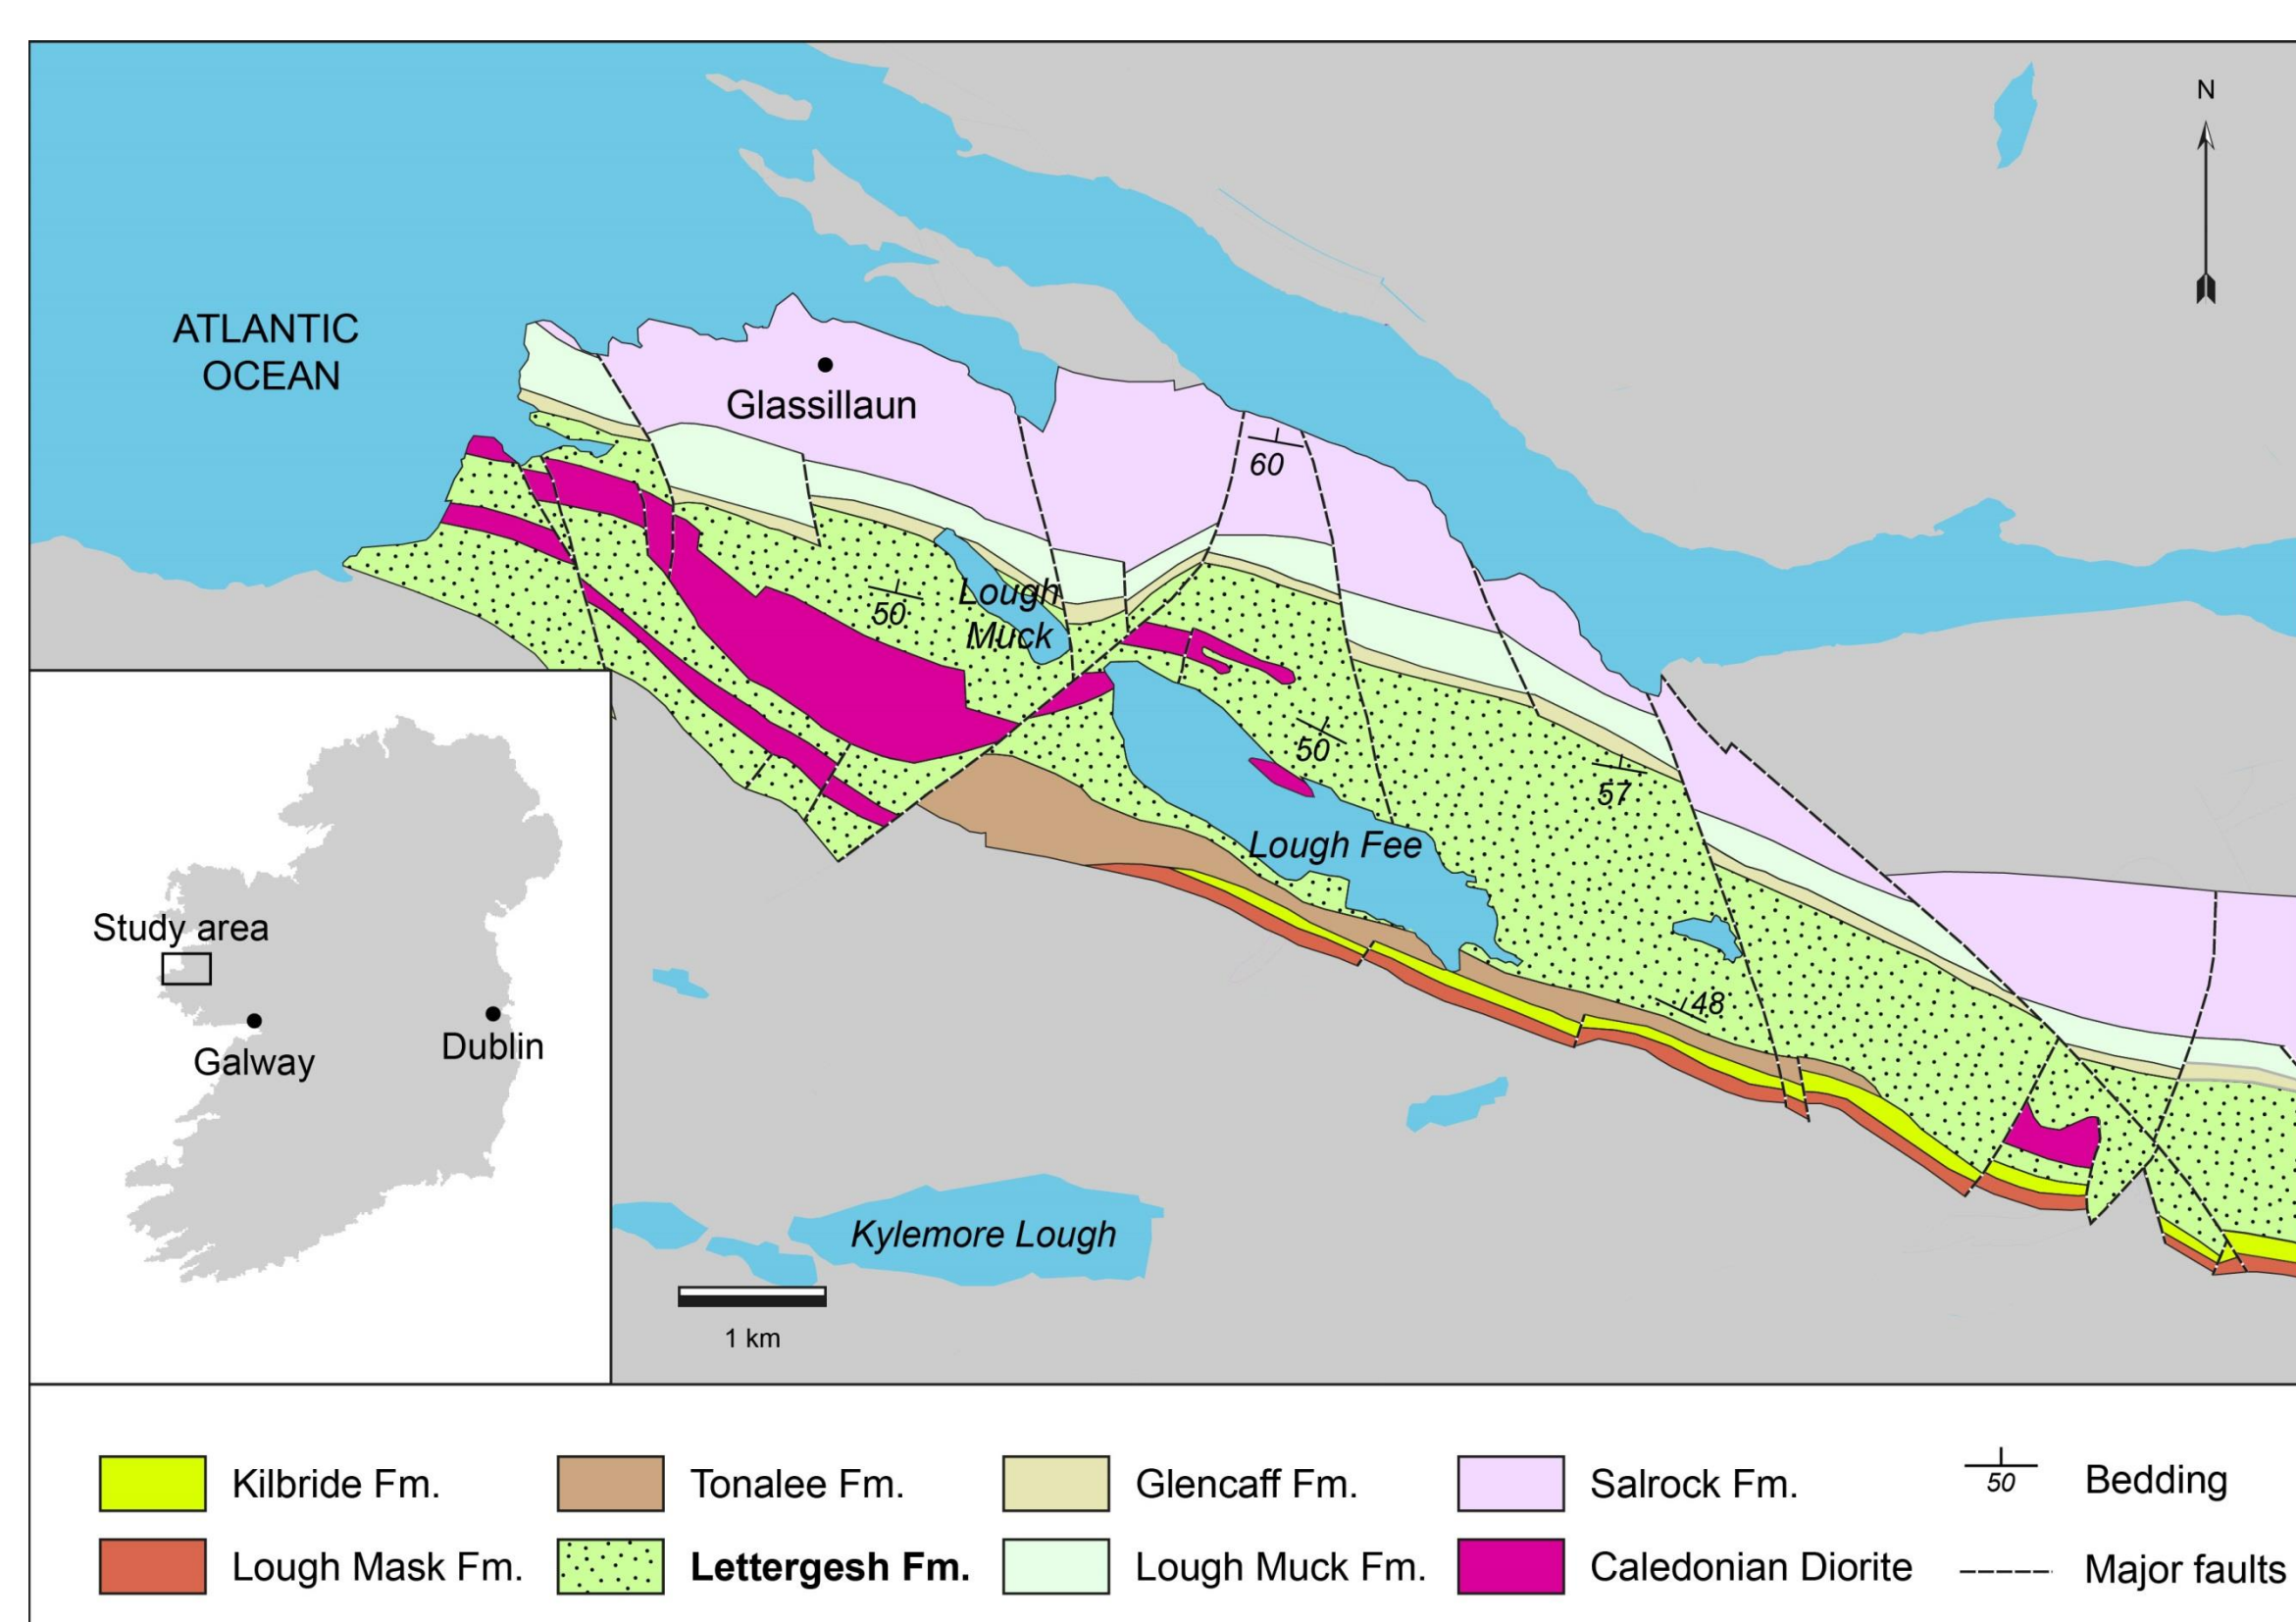 N
ATLANTIC
OCEAN
Glassillaun
60
Lough
Muck
50
50
57
Lough Fee
Study area
48
Galway
Dublin
Kylemore Lough
1 km
Kilbride Fm.
Tonalee Fm.
Glencaff Fm.
Salrock Fm.
50
Bedding
Lough Mask Fm.
Lettergesh Fm.
Lough Muck Fm.
Caledonian Diorite
Major faults